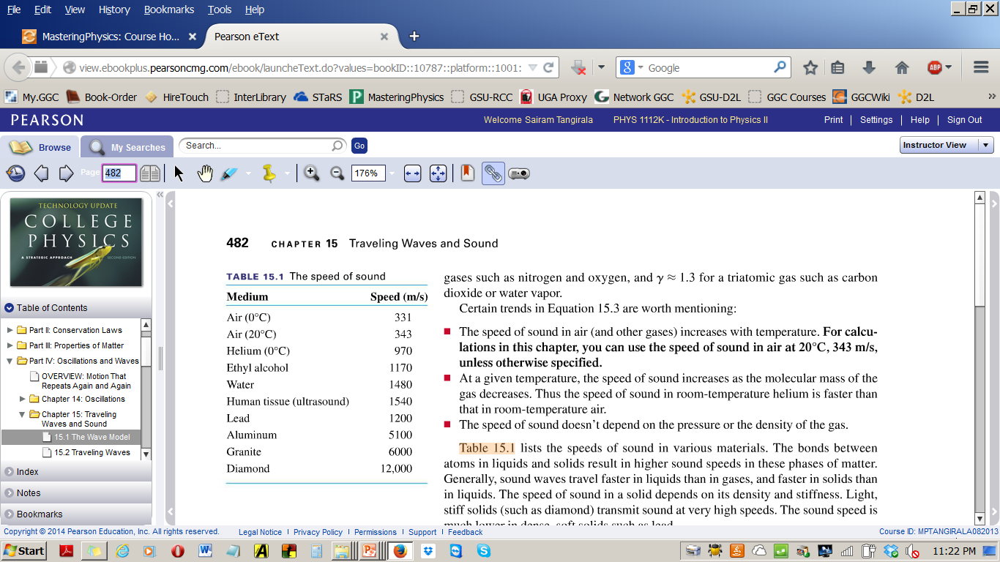 File Edit View History Bookmarks Tools Help
MasteringPhysics: Course Ho...
Pearson eText
view.ebookplus.pearsoncmg.com/ebook/launcheText.do?values=bookID::10787::platform::1001:
Google
ABP
My.GGC Book-Order HireTouch InterLibrary STaRS MasteringPhysics GSU-RCC UGA Proxy Network GGC GSU-D2L GGC Courses GGCWiki D2L
PEARSON
Welcome Sairam Tangirala PHYS 1112K - Introduction to Physics II Print Settings Help Sign Out
Browse My Searches Search... Go Instructor View
Page 482 176%
TECHNOLOGY UPDATE
COLLEGE
PHYSICS
A STRATEGIC APPROACH SECOND EDITION
Table of Contents
Part II: Conservation Laws
Part III: Properties of Matter
Part IV: Oscillations and Waves
OVERVIEW: Motion That
Repeats Again and Again
Chapter 14: Oscillations
Chapter 15: Traveling
Waves and Sound
15.1 The Wave Model
15.2 Traveling Waves
Index
Notes
Bookmarks
482 CHAPTER 15 Traveling Waves and Sound
TABLE 15.1 The speed of sound
Medium Speed (m/s)
Air (0°C) 331
Air (20°C) 343
Helium (0°C) 970
Ethyl alcohol 1170
Water 1480
Human tissue (ultrasound) 1540
Lead 1200
Aluminum 5100
Granite 6000
Diamond 12,000
gases such as nitrogen and oxygen, and γ ≈ 1.3 for a triatomic gas such as carbon
dioxide or water vapor.
Certain trends in Equation 15.3 are worth mentioning:
■ The speed of sound in air (and other gases) increases with temperature. For calcu-
lations in this chapter, you can use the speed of sound in air at 20°C, 343 m/s,
unless otherwise specified.
■ At a given temperature, the speed of sound increases as the molecular mass of the
gas decreases. Thus the speed of sound in room-temperature helium is faster than
that in room-temperature air.
■ The speed of sound doesn't depend on the pressure or the density of the gas.
Table 15.1 lists the speeds of sound in various materials. The bonds between
atoms in liquids and solids result in higher sound speeds in these phases of matter.
Generally, sound waves travel faster in liquids than in gases, and faster in solids than
in liquids. The speed of sound in a solid depends on its density and stiffness. Light,
stiff solids (such as diamond) transmit sound at very high speeds. The sound speed is
much lower in dense, soft solids such as lead.
Copyright © 2014 Pearson Education, Inc. All rights reserved. Legal Notice | Privacy Policy | Permissions | Support | Feedback Course ID: MPTANGIRALA082013
Start 11:22 PM